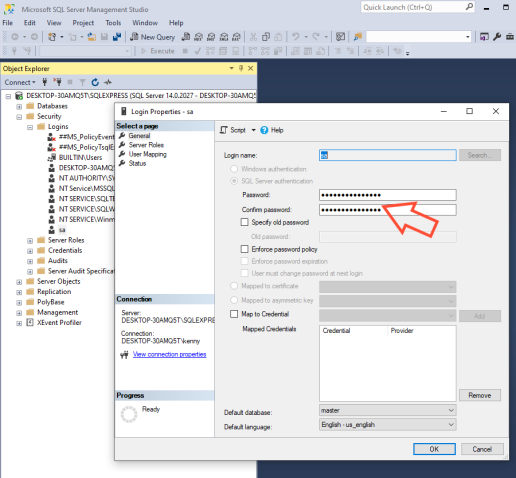 Microsoft SQL Server Management Studio
Quick Launch (Ctrl+Q)
File Edit View Project Tools Window Help
New Query
Execute
Object Explorer
Connect
DESKTOP-30AMQ5T\SQLEXPRESS (SQL Server 14.0.2027 - DESKTOP-30AMQ5
Databases
Security
Logins
##MS_PolicyEvent
##MS_PolicyTsqlE
BUILTIN\Users
DESKTOP-30AMQ5
NT AUTHORITY\SY
NT Service\MSSQL
NT SERVICE\SQLTE
NT SERVICE\SQLW
NT SERVICE\Winm
sa
Server Roles
Credentials
Audits
Server Audit Specifica
Server Objects
Replication
PolyBase
Management
XEvent Profiler
Login Properties - sa
Select a page
General
Server Roles
User Mapping
Status
Connection
Server:
DESKTOP-30AMQ5T\SQLEXPRE
Connection:
DESKTOP-30AMQ5T\kenny
View connection properties
Progress
Ready
Script Help
Login name: sa Search...
Windows authentication
SQL Server authentication
Password: ●●●●●●●●●●●●●●●
Confirm password: ●●●●●●●●●●●●●●●
Specify old password
Old password:
Enforce password policy
Enforce password expiration
User must change password at next login
Mapped to certificate
Mapped to asymmetric key
Map to Credential Add
Mapped Credentials Credential Provider
Remove
Default database: master
Default language: English - us_english
OK Cancel